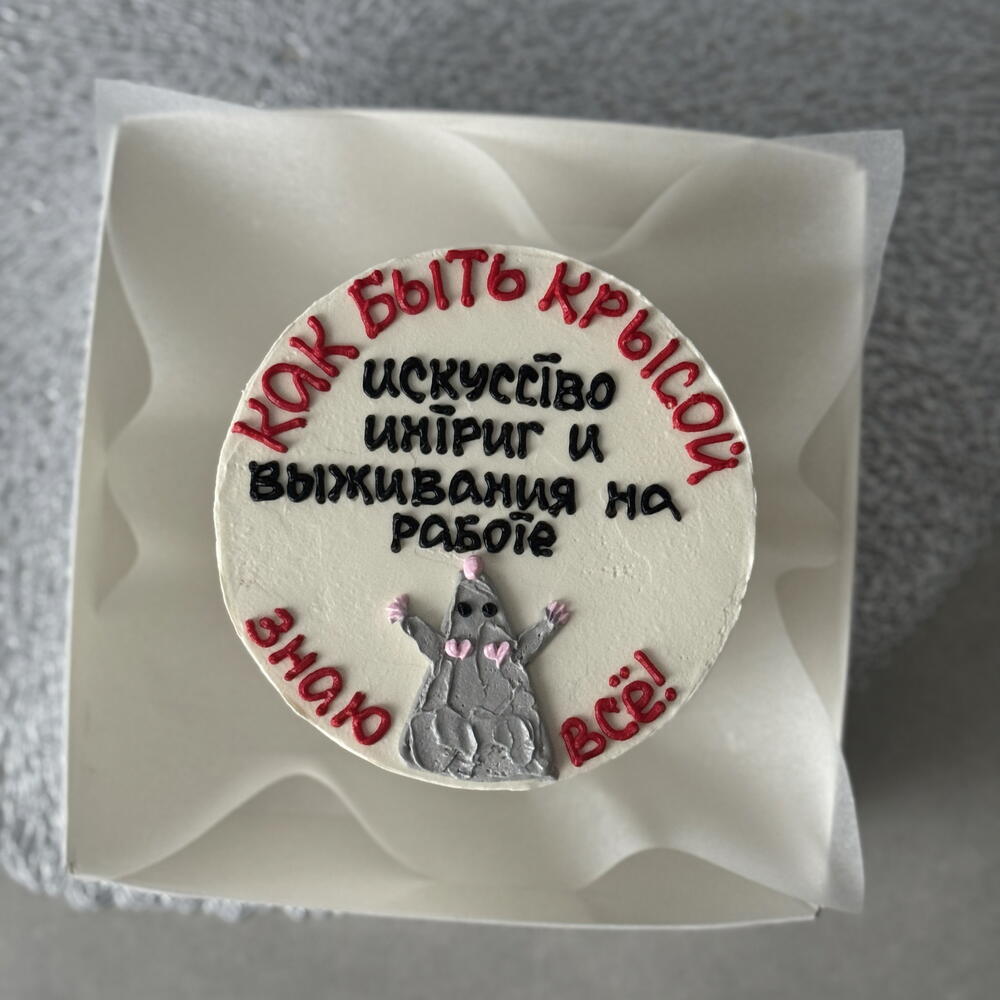 КАК БЫТЬ КРЫСОЙ
ИСКУССТВО
ИНТРИГ И
ВЫЖИВАНИЯ НА
РАБОТЕ
ЗНАЮ
ВСЁ!